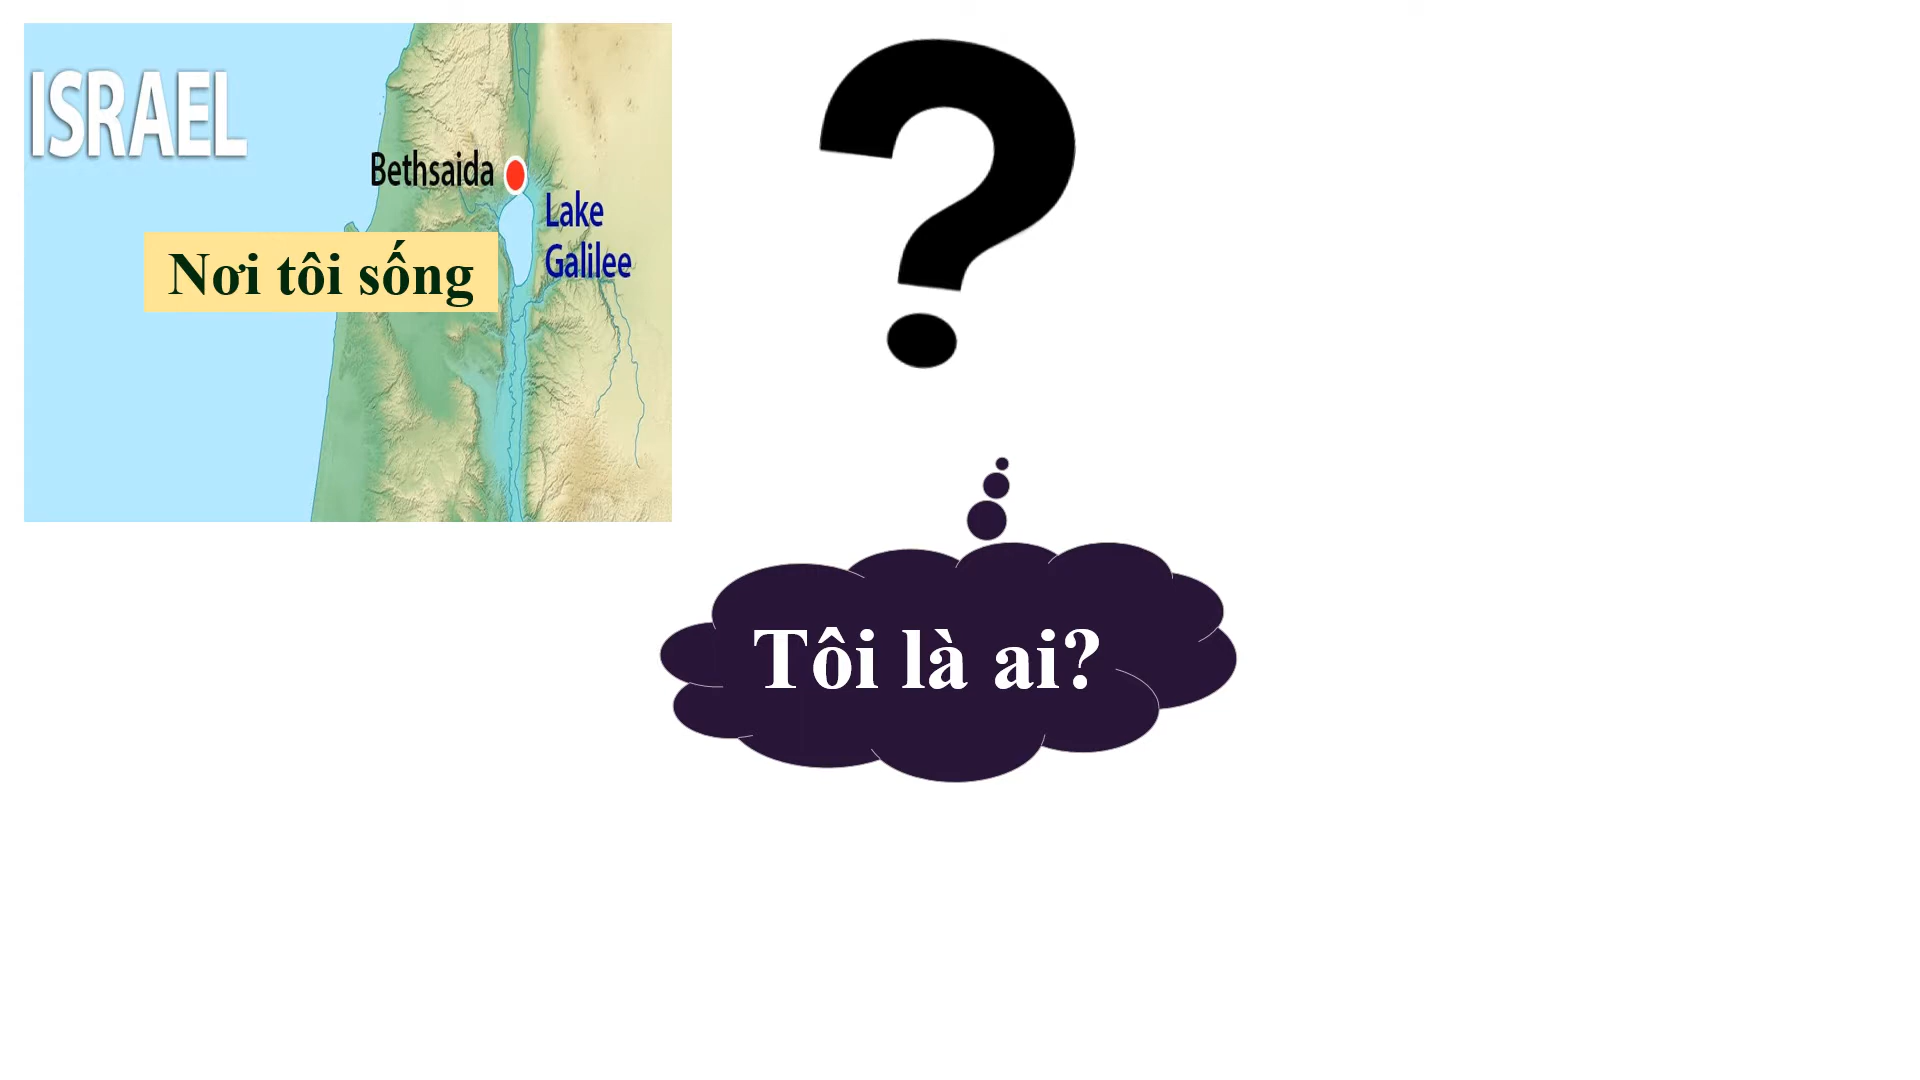 ISRAEL
Bethsaida
Lake
Galilee
Nơi tôi sống
?
Tôi là ai?